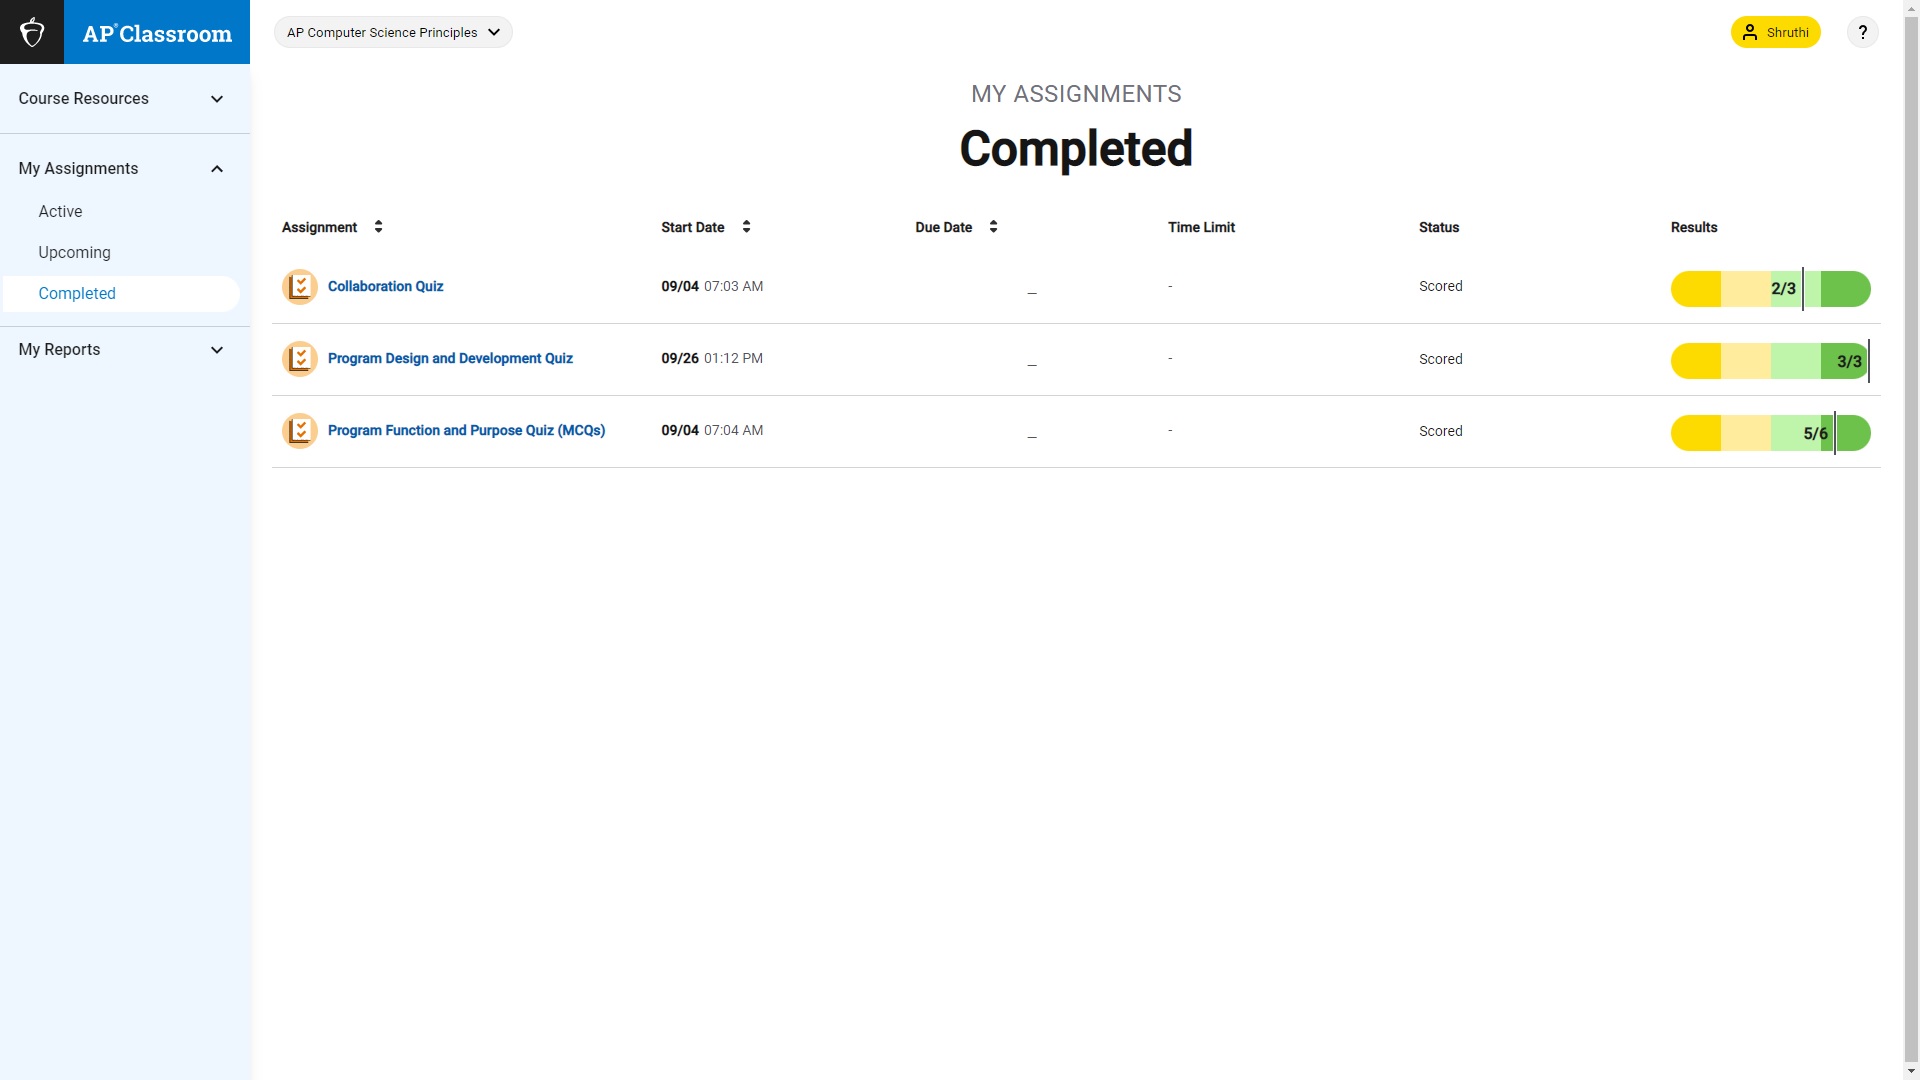 AP® Classroom
AP Computer Science Principles
Shruthi
?
Course Resources
My Assignments
Active
Upcoming
Completed
My Reports
MY ASSIGNMENTS
Completed
Assignment Start Date Due Date Time Limit Status Results
Collaboration Quiz 09/04 07:03 AM _ - Scored 2/3
Program Design and Development Quiz 09/26 01:12 PM _ - Scored 3/3
Program Function and Purpose Quiz (MCQs) 09/04 07:04 AM _ - Scored 5/6